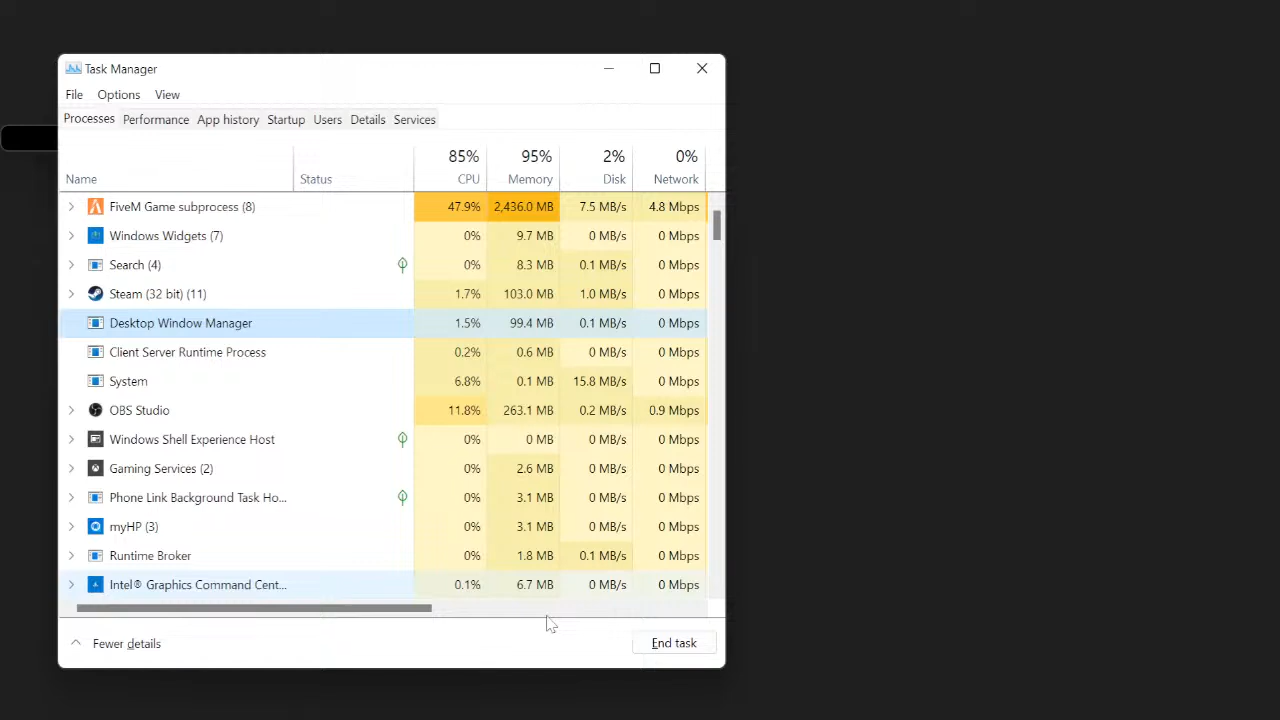 Task Manager
File Options View
Processes Performance App history Startup Users Details Services
85% 95% 2% 0%
Name Status CPU Memory Disk Network
FiveM Game subprocess (8) 47.9% 2,436.0 MB 7.5 MB/s 4.8 Mbps
Windows Widgets (7) 0% 9.7 MB 0 MB/s 0 Mbps
Search (4) 0% 8.3 MB 0.1 MB/s 0 Mbps
Steam (32 bit) (11) 1.7% 103.0 MB 1.0 MB/s 0 Mbps
Desktop Window Manager 1.5% 99.4 MB 0.1 MB/s 0 Mbps
Client Server Runtime Process 0.2% 0.6 MB 0 MB/s 0 Mbps
System 6.8% 0.1 MB 15.8 MB/s 0 Mbps
OBS Studio 11.8% 263.1 MB 0.2 MB/s 0.9 Mbps
Windows Shell Experience Host 0% 0 MB 0 MB/s 0 Mbps
Gaming Services (2) 0% 2.6 MB 0 MB/s 0 Mbps
Phone Link Background Task Ho... 0% 3.1 MB 0 MB/s 0 Mbps
myHP (3) 0% 3.1 MB 0 MB/s 0 Mbps
Runtime Broker 0% 1.8 MB 0.1 MB/s 0 Mbps
Intel® Graphics Command Cent... 0.1% 6.7 MB 0 MB/s 0 Mbps
Fewer details End task